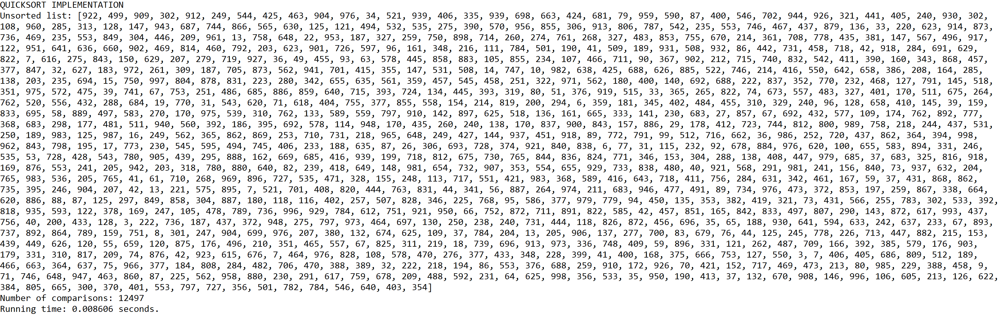 QUICKSORT IMPLEMENTATION
Unsorted list: [922, 499, 909, 302, 912, 249, 544, 425, 463, 904, 976, 34, 521, 939, 406, 335, 939, 698, 663, 424, 681, 79, 959, 590, 87, 400, 546, 702, 944, 926, 321, 441, 405, 240, 930, 302,
108, 960, 285, 313, 128, 147, 943, 687, 744, 866, 565, 630, 125, 121, 494, 532, 535, 275, 390, 570, 956, 855, 306, 913, 806, 787, 542, 235, 553, 746, 467, 437, 879, 136, 33, 220, 623, 914, 873,
736, 469, 235, 553, 849, 304, 446, 209, 961, 13, 758, 648, 22, 953, 187, 327, 259, 750, 898, 714, 260, 274, 761, 268, 327, 483, 853, 755, 670, 214, 361, 708, 778, 435, 381, 147, 567, 496, 917,
122, 951, 641, 636, 660, 902, 469, 814, 460, 792, 203, 623, 901, 726, 597, 96, 161, 348, 216, 111, 784, 501, 190, 41, 509, 189, 931, 508, 932, 86, 442, 731, 458, 718, 42, 918, 284, 691, 629,
822, 7, 616, 275, 843, 150, 629, 207, 279, 719, 927, 36, 49, 455, 93, 63, 578, 445, 858, 883, 105, 855, 234, 107, 466, 711, 90, 367, 902, 212, 715, 740, 832, 542, 411, 390, 160, 343, 868, 457,
377, 847, 32, 627, 183, 972, 261, 309, 187, 705, 873, 562, 941, 701, 415, 355, 147, 531, 508, 14, 747, 10, 982, 638, 425, 688, 626, 885, 522, 746, 214, 416, 550, 642, 658, 386, 208, 164, 285,
138, 203, 235, 694, 15, 750, 997, 804, 878, 831, 223, 280, 342, 655, 635, 561, 359, 457, 545, 458, 251, 322, 971, 562, 180, 400, 140, 692, 688, 222, 837, 352, 770, 232, 468, 127, 791, 145, 518,
351, 975, 572, 475, 39, 741, 67, 753, 251, 486, 685, 886, 859, 640, 715, 393, 724, 134, 445, 393, 319, 80, 51, 376, 919, 515, 33, 365, 265, 822, 74, 673, 557, 483, 327, 401, 170, 511, 675, 264,
762, 520, 556, 432, 288, 684, 19, 770, 31, 543, 620, 71, 618, 404, 755, 377, 855, 558, 154, 214, 819, 200, 294, 6, 359, 181, 345, 402, 484, 455, 310, 329, 240, 96, 128, 658, 410, 145, 39, 159,
833, 695, 58, 889, 497, 583, 270, 170, 975, 539, 310, 762, 133, 589, 559, 797, 910, 142, 897, 625, 518, 136, 161, 665, 333, 141, 230, 683, 27, 857, 67, 692, 432, 577, 109, 174, 762, 892, 777,
368, 683, 298, 177, 481, 511, 940, 560, 392, 186, 395, 692, 578, 114, 948, 170, 435, 260, 240, 138, 170, 837, 900, 843, 157, 886, 29, 178, 412, 723, 744, 812, 800, 989, 758, 218, 244, 437, 531,
250, 189, 983, 125, 987, 16, 249, 562, 365, 862, 869, 253, 710, 731, 218, 965, 648, 249, 427, 144, 937, 451, 918, 89, 772, 791, 99, 512, 716, 662, 36, 986, 252, 720, 437, 862, 364, 394, 998,
962, 843, 798, 195, 17, 773, 230, 545, 595, 494, 745, 406, 233, 188, 635, 87, 26, 306, 693, 728, 374, 921, 840, 838, 6, 77, 31, 115, 232, 92, 678, 884, 976, 620, 100, 655, 583, 894, 331, 246,
535, 53, 728, 428, 543, 780, 905, 439, 295, 888, 162, 669, 685, 416, 939, 199, 718, 812, 675, 730, 765, 844, 836, 824, 771, 346, 153, 304, 288, 138, 408, 447, 979, 685, 37, 683, 325, 816, 918,
169, 876, 553, 241, 205, 942, 203, 318, 780, 880, 640, 82, 239, 418, 649, 148, 981, 654, 732, 907, 353, 554, 655, 929, 733, 838, 480, 40, 921, 568, 291, 981, 241, 156, 840, 73, 937, 632, 204,
765, 983, 536, 205, 765, 41, 61, 710, 268, 969, 896, 727, 535, 471, 328, 155, 248, 113, 717, 551, 421, 983, 368, 589, 416, 643, 718, 411, 756, 284, 631, 342, 461, 167, 59, 37, 431, 868, 862,
735, 395, 246, 904, 207, 42, 13, 221, 575, 895, 7, 521, 701, 408, 820, 444, 763, 831, 44, 341, 56, 887, 264, 974, 211, 683, 946, 477, 491, 89, 734, 976, 473, 372, 853, 197, 259, 867, 338, 664,
620, 886, 88, 87, 125, 297, 849, 858, 304, 887, 180, 118, 116, 402, 257, 507, 828, 346, 225, 768, 95, 586, 377, 979, 779, 94, 450, 135, 353, 382, 419, 321, 73, 431, 566, 255, 783, 302, 533, 392,
818, 935, 593, 122, 378, 169, 247, 105, 478, 789, 736, 996, 929, 784, 612, 751, 921, 950, 66, 752, 872, 711, 891, 822, 585, 42, 457, 851, 165, 842, 833, 497, 807, 290, 143, 872, 617, 993, 437,
756, 40, 200, 433, 128, 3, 222, 736, 187, 437, 372, 948, 275, 797, 973, 464, 697, 130, 250, 238, 240, 731, 444, 118, 826, 872, 456, 696, 35, 65, 188, 930, 641, 594, 633, 242, 637, 233, 67, 893,
737, 892, 864, 789, 159, 751, 8, 301, 247, 904, 699, 976, 207, 380, 132, 674, 625, 109, 37, 784, 204, 13, 205, 906, 137, 277, 700, 83, 679, 76, 44, 125, 245, 778, 226, 713, 447, 882, 215, 153,
439, 449, 626, 120, 55, 659, 120, 875, 176, 496, 210, 351, 465, 557, 67, 825, 311, 219, 18, 739, 696, 913, 973, 336, 748, 409, 59, 896, 331, 121, 262, 487, 709, 166, 392, 385, 579, 176, 903,
179, 331, 310, 817, 209, 74, 876, 42, 923, 615, 676, 7, 464, 976, 828, 108, 578, 470, 276, 377, 433, 348, 228, 399, 41, 400, 168, 375, 666, 753, 127, 550, 3, 7, 406, 405, 686, 809, 512, 189,
466, 663, 364, 637, 75, 966, 377, 184, 808, 284, 482, 706, 470, 388, 389, 32, 222, 218, 194, 86, 553, 376, 688, 259, 910, 172, 926, 70, 421, 152, 717, 469, 473, 213, 80, 985, 229, 388, 458, 9,
71, 746, 648, 947, 463, 860, 87, 225, 562, 958, 880, 230, 291, 617, 759, 678, 209, 488, 592, 231, 64, 625, 998, 356, 533, 35, 950, 190, 413, 37, 132, 670, 908, 146, 996, 106, 605, 213, 126, 622,
384, 805, 665, 300, 370, 401, 553, 797, 727, 356, 501, 782, 784, 546, 640, 403, 354]
Number of comparisons: 12497
Running time: 0.008606 seconds.